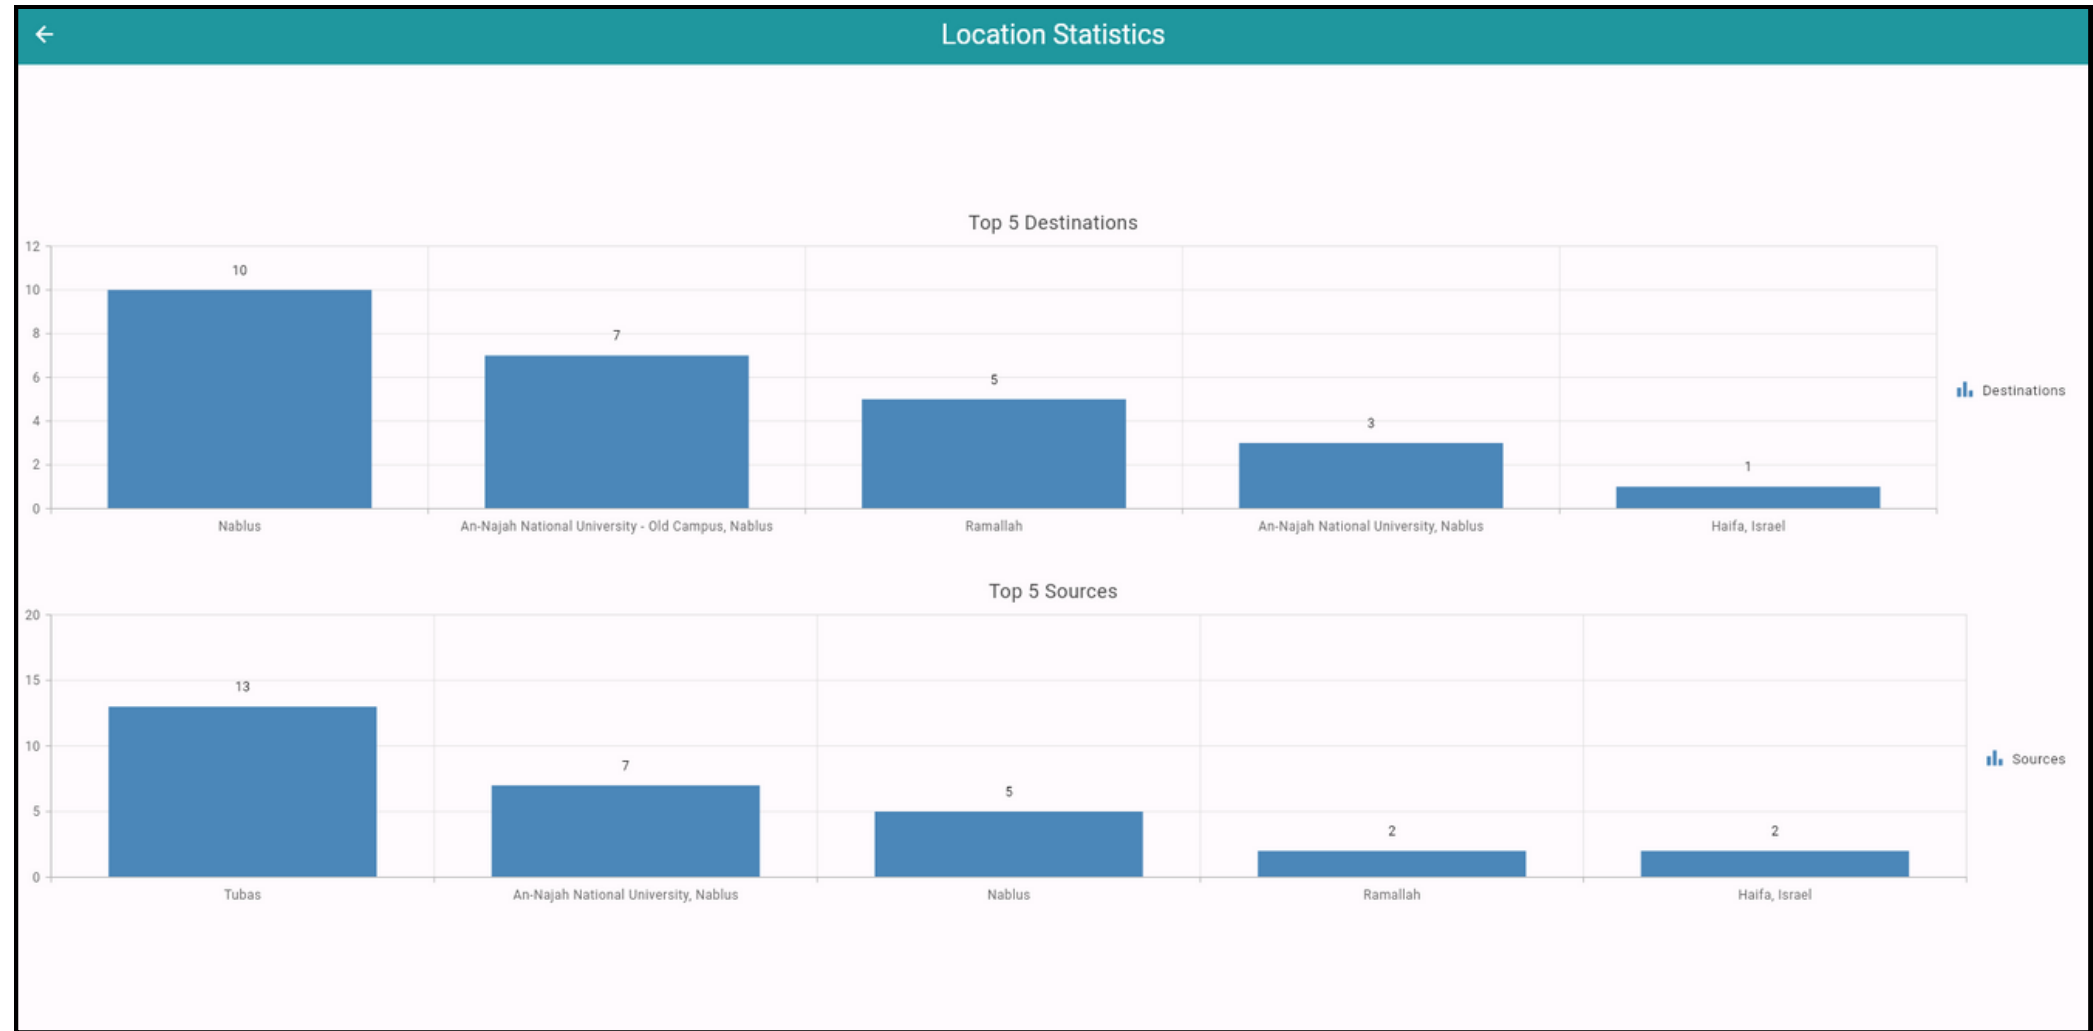 Location Statistics
Top 5 Destinations
12
10
8
6
4
2
0
10
7
5
3
1
Nablus
An-Najah National University - Old Campus, Nablus
Ramallah
An-Najah National University, Nablus
Haifa, Israel
Destinations
Top 5 Sources
20
15
10
5
0
13
7
5
2
2
Tubas
An-Najah National University, Nablus
Nablus
Ramallah
Haifa, Israel
Sources